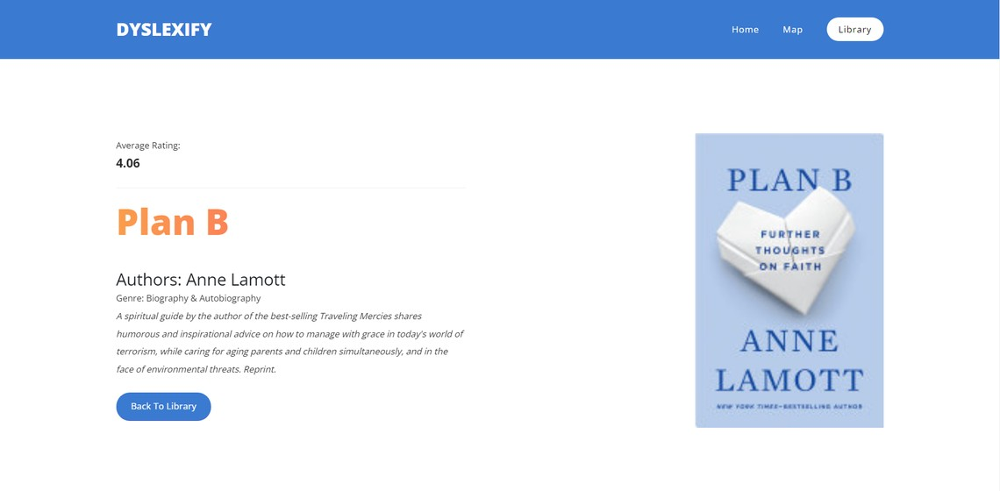 DYSLEXIFY
Home
Map
Library
Average Rating:
4.06
Plan B
Authors: Anne Lamott
Genre: Biography & Autobiography
A spiritual guide by the author of the best-selling Traveling Mercies shares
humorous and inspirational advice on how to manage with grace in today's world of
terrorism, while caring for aging parents and children simultaneously, and in the
face of environmental threats. Reprint.
Back To Library
PLAN B
FURTHER
THOUGHTS
ON FAITH
ANNE
LAMOTT
NEW YORK TIMES–BESTSELLING AUTHOR